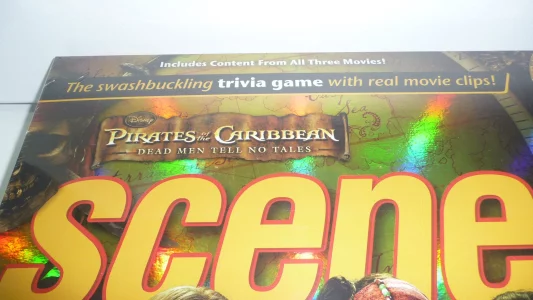 Includes Content From All Three Movies!
The swashbuckling trivia game with real movie clips!
Disney
PIRATES of the CARIBBEAN
DEAD MEN TELL NO TALES
scene